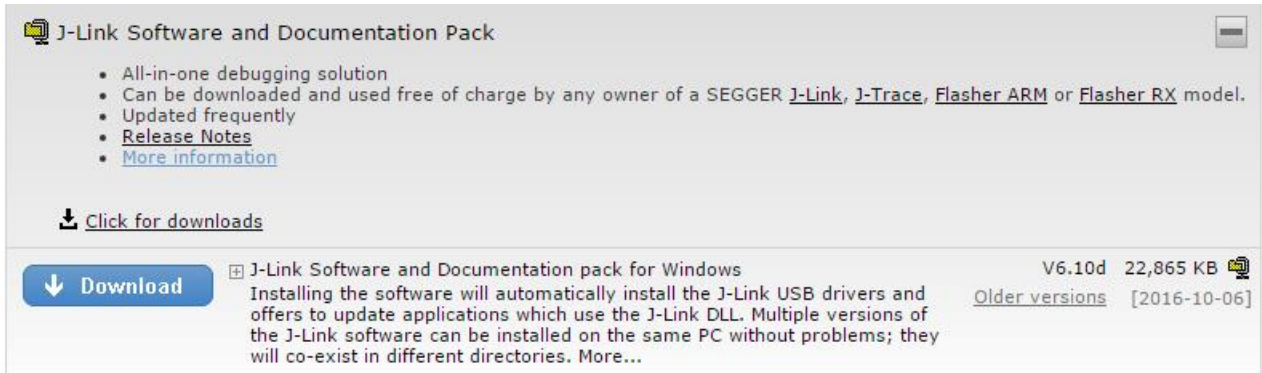 J-Link Software and Documentation Pack
All-in-one debugging solution
Can be downloaded and used free of charge by any owner of a SEGGER J-Link, J-Trace, Flasher ARM or Flasher RX model.
Updated frequently
Release Notes
More information
Click for downloads
Download
J-Link Software and Documentation pack for Windows
V6.10d 22,865 KB
Installing the software will automatically install the J-Link USB drivers and
offers to update applications which use the J-Link DLL. Multiple versions of
the J-Link software can be installed on the same PC without problems; they
will co-exist in different directories. More...
Older versions [2016-10-06]